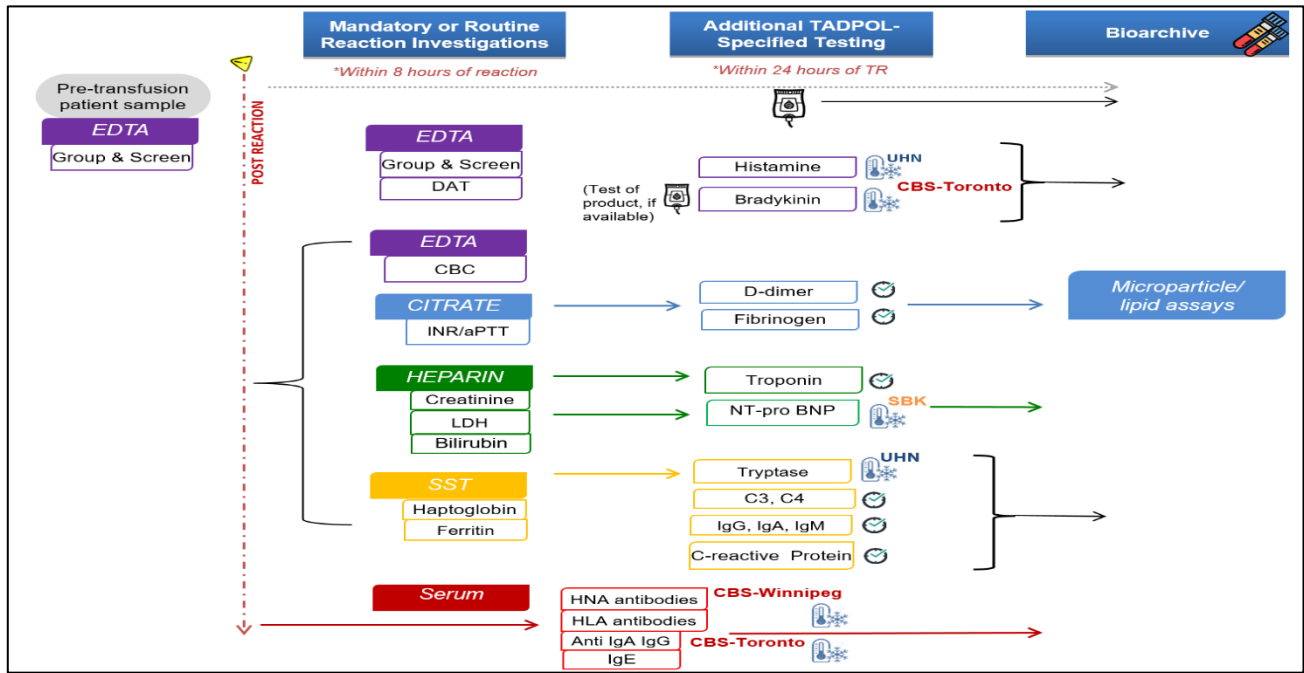 Mandatory or Routine
Reaction Investigations
Additional TADPOL-
Specified Testing
Bioarchive
*Within 8 hours of reaction
*Within 24 hours of TR
Pre-transfusion
patient sample
EDTA
Group & Screen
POST REACTION
EDTA
Group & Screen
DAT
(Test of
product, if
available)
Histamine
UHN
Bradykinin
CBS-Toronto
EDTA
CBC
CITRATE
INR/aPTT
D-dimer
Fibrinogen
Microparticle/
lipid assays
HEPARIN
Creatinine
LDH
Bilirubin
Troponin
NT-pro BNP
SBK
SST
Haptoglobin
Ferritin
Tryptase
UHN
C3, C4
IgG, IgA, IgM
C-reactive Protein
Serum
HNA antibodies
CBS-Winnipeg
HLA antibodies
Anti IgA IgG
CBS-Toronto
IgE